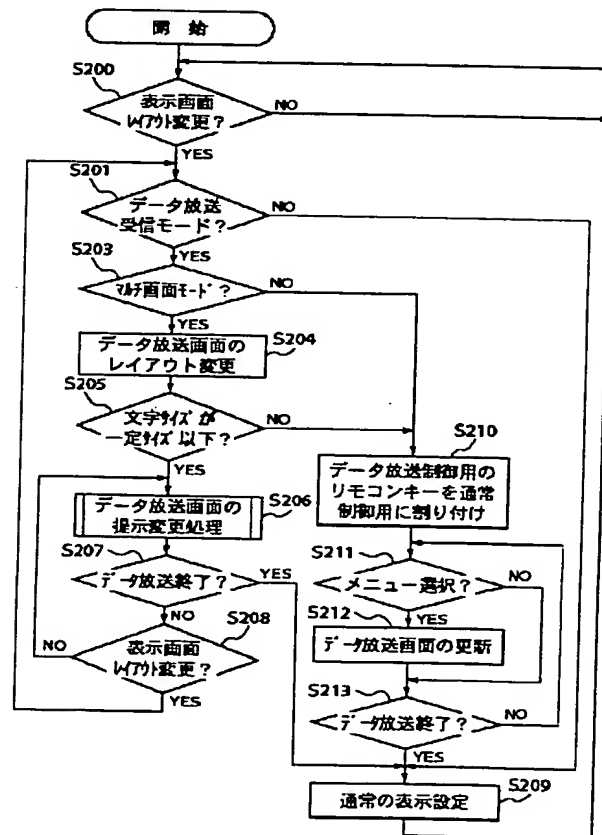 開始
S200
表示画面
レイアウト変更?
NO
YES
S201
データ放送
受信モード?
NO
YES
S203
マルチ画面モード?
NO
YES
S204
データ放送画面の
レイアウト変更
S205
文字サイズが
一定サイズ以下?
NO
YES
S206
データ放送画面の
提示変更処理
S207
データ放送終了?
YES
NO
S208
表示画面
レイアウト変更?
NO
YES
S210
データ放送制御用の
リモコンキーを通常
制御用に割り付け
S211
メニュー選択?
NO
YES
S212
データ放送画面の更新
S213
データ放送終了?
NO
YES
S209
通常の表示設定